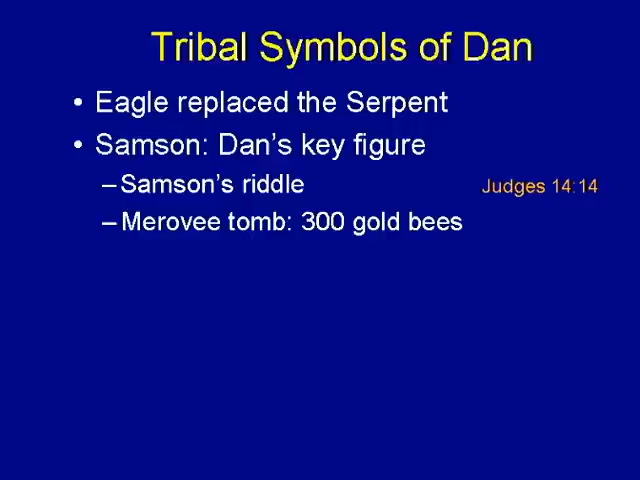 Tribal Symbols of Dan
• Eagle replaced the Serpent
• Samson: Dan's key figure
– Samson's riddle Judges 14:14
– Merovee tomb: 300 gold bees